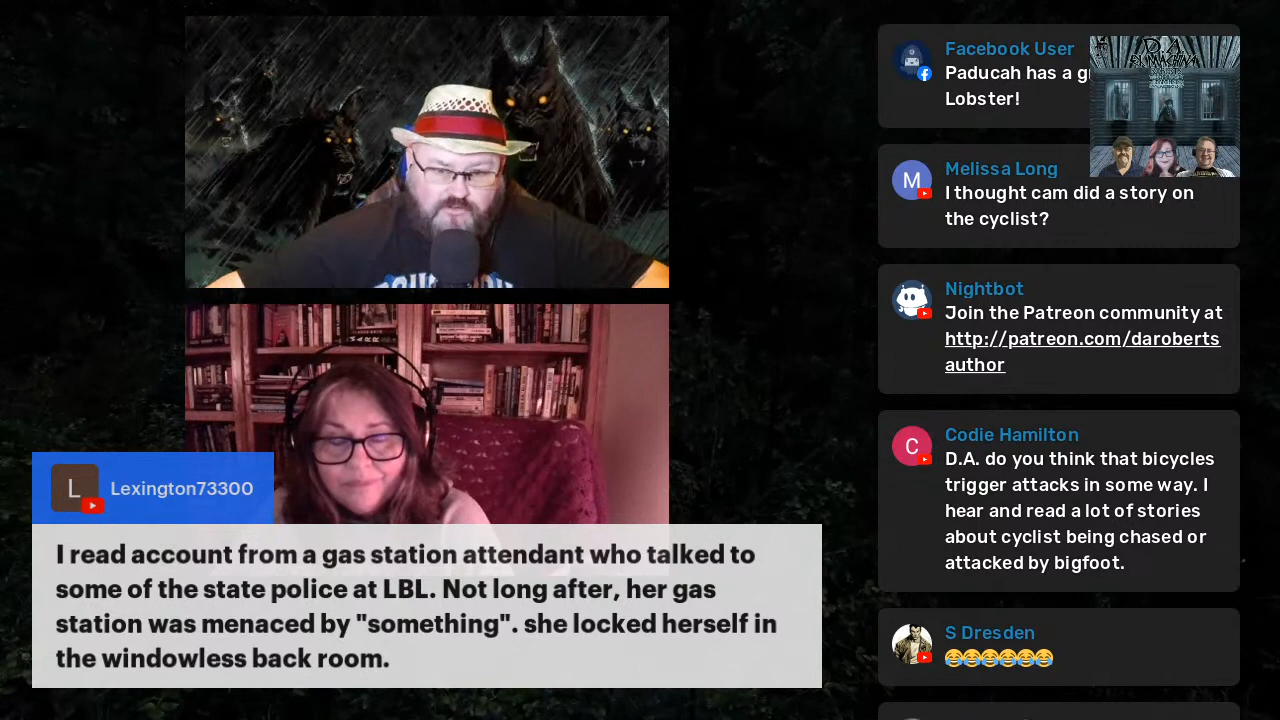 Facebook User
Paducah has a
Lobster!
D.A.
Melissa Long
M
I thought cam did a story on
the cyclist?
Nightbot
Join the Patreon community at
http://patreon.com/daroberts
author
Codie Hamilton
C
D.A. do you think that bicycles
trigger attacks in some way. I
hear and read a lot of stories
about cyclist being chased or
attacked by bigfoot.
S Dresden
L
Lexington73300
I read account from a gas station attendant who talked to
some of the state police at LBL. Not long after, her gas
station was menaced by "something". she locked herself in
the windowless back room.